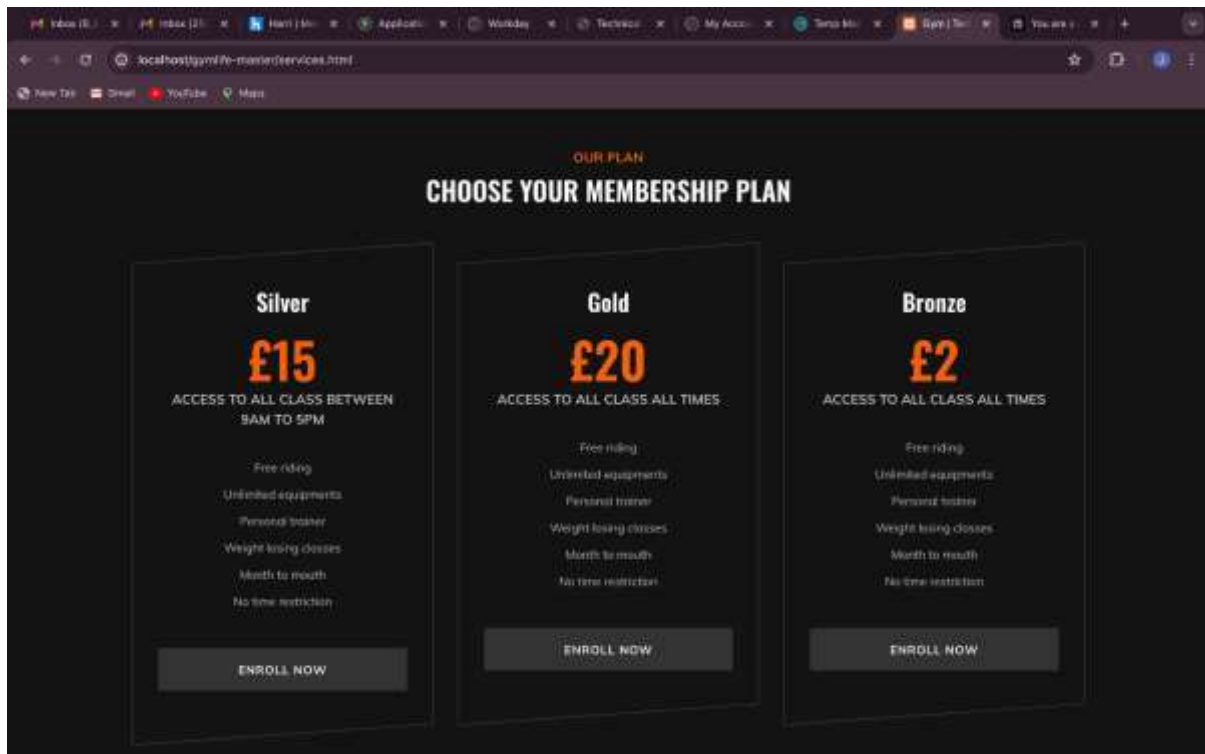 Inbox
Inbox
Workday
localhost/gymlife-master/services.html
New Tab Gmail YouTube Maps
OUR PLAN
CHOOSE YOUR MEMBERSHIP PLAN
Silver
£15
ACCESS TO ALL CLASS BETWEEN
9AM TO 5PM
Free riding
Unlimited equipments
Personal trainer
Weight losing classes
Month to mouth
No time restriction
ENROLL NOW
Gold
£20
ACCESS TO ALL CLASS ALL TIMES
Free riding
Unlimited equipments
Personal trainer
Weight losing classes
Month to mouth
No time restriction
ENROLL NOW
Bronze
£2
ACCESS TO ALL CLASS ALL TIMES
Free riding
Unlimited equipments
Personal trainer
Weight losing classes
Month to mouth
No time restriction
ENROLL NOW